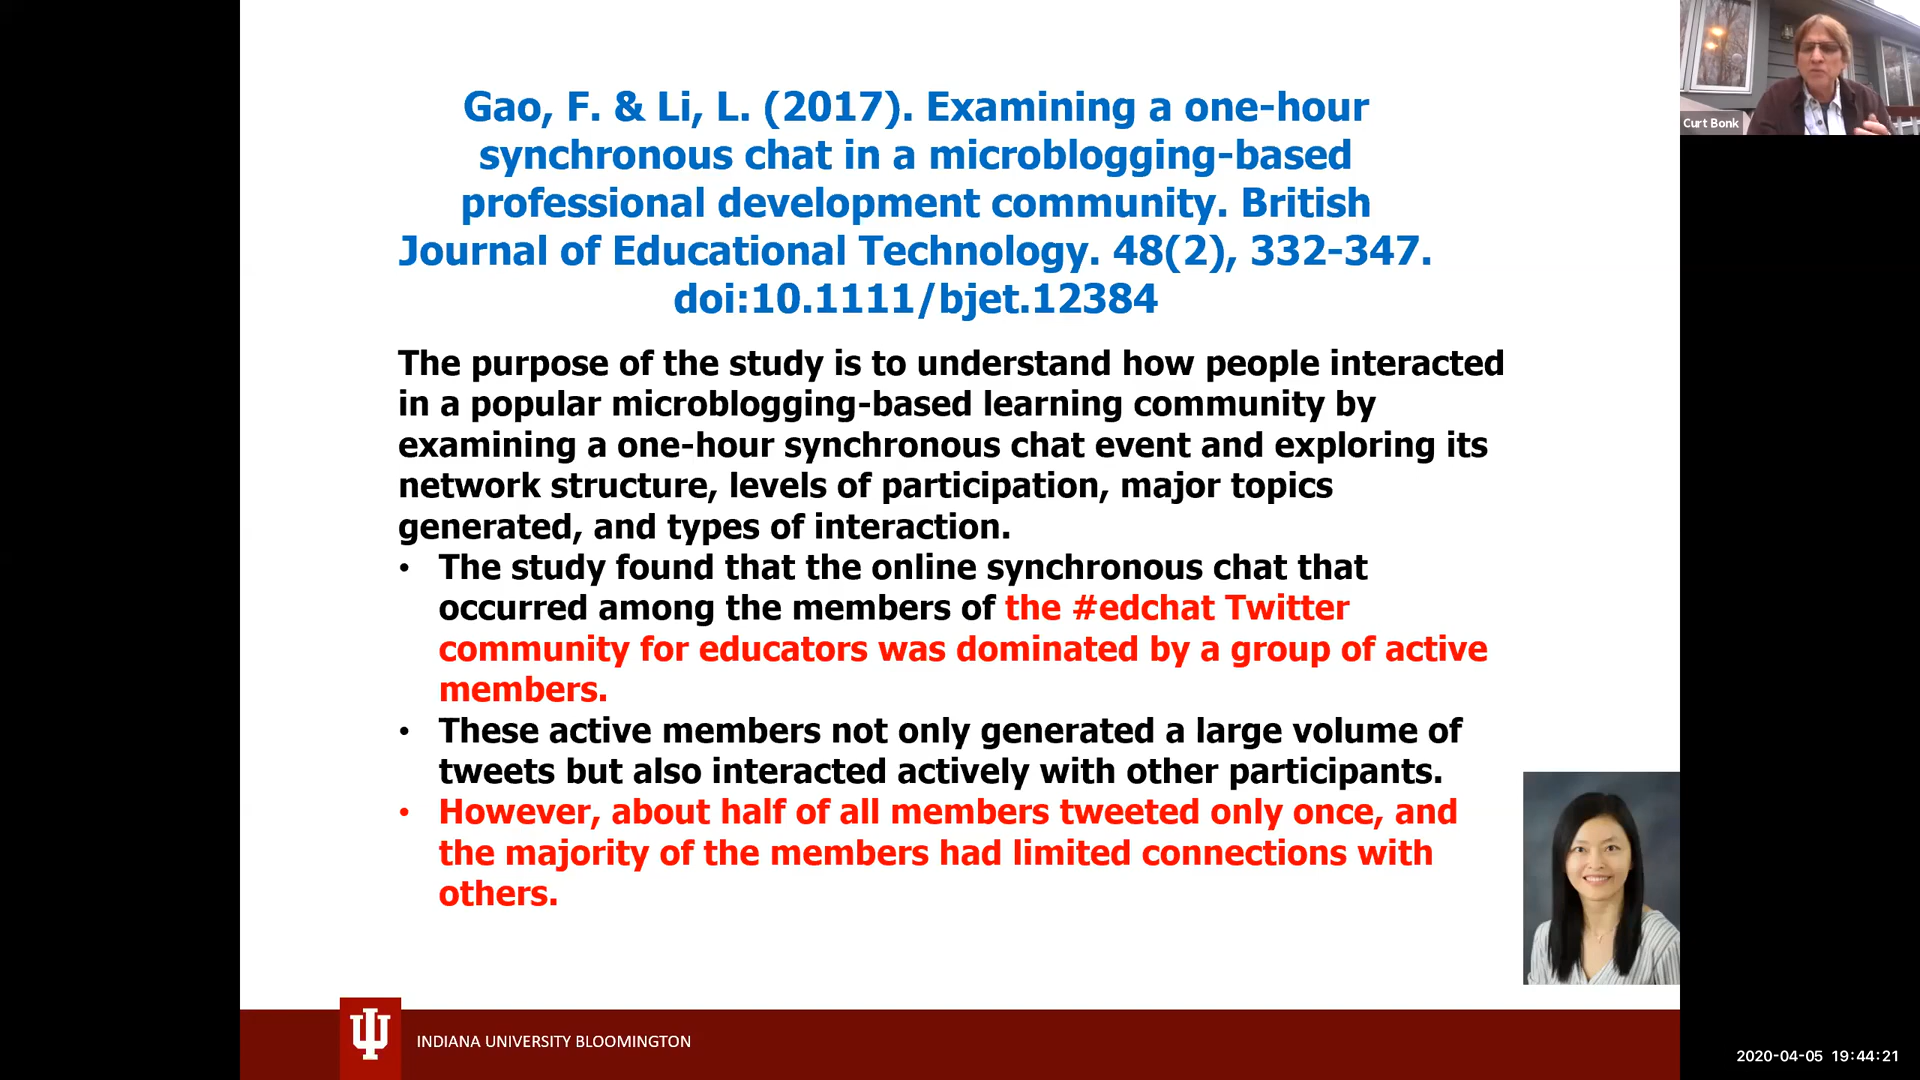 Gao, F. & Li, L. (2017). Examining a one-hour
synchronous chat in a microblogging-based
professional development community. British
Journal of Educational Technology. 48(2), 332-347.
doi:10.1111/bjet.12384
Curt Bonk
The purpose of the study is to understand how people interacted
in a popular microblogging-based learning community by
examining a one-hour synchronous chat event and exploring its
network structure, levels of participation, major topics
generated, and types of interaction.
• The study found that the online synchronous chat that
occurred among the members of the #edchat Twitter
community for educators was dominated by a group of active
members.
• These active members not only generated a large volume of
tweets but also interacted actively with other participants.
• However, about half of all members tweeted only once, and
the majority of the members had limited connections with
others.
INDIANA UNIVERSITY BLOOMINGTON
2020-04-05 19:44:21